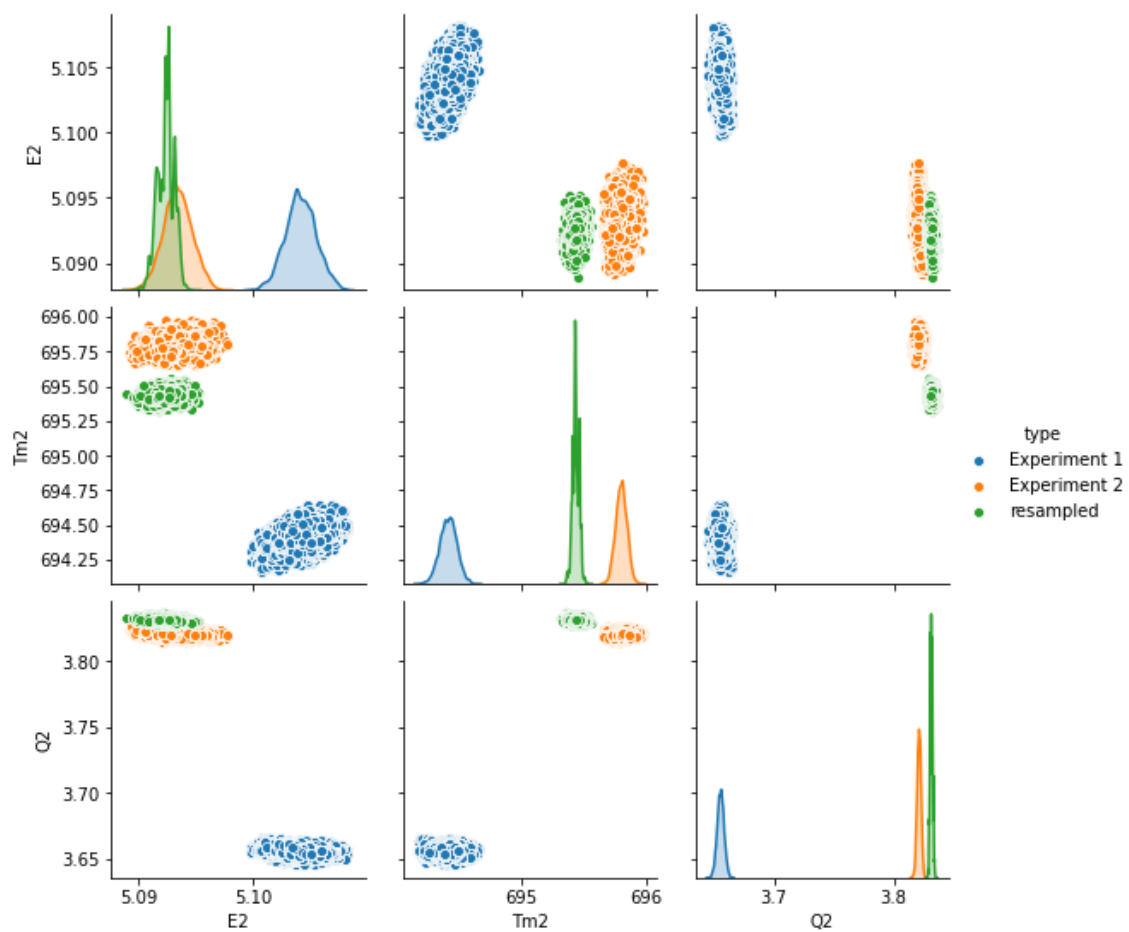 5.105
5.100
5.095
5.090
E2
696.00
695.75
695.50
695.25
695.00
694.75
694.50
694.25
Tm2
type
Experiment 1
Experiment 2
resampled
3.80
3.75
3.70
3.65
Q2
5.09 5.10
E2
695 696
Tm2
3.7 3.8
Q2